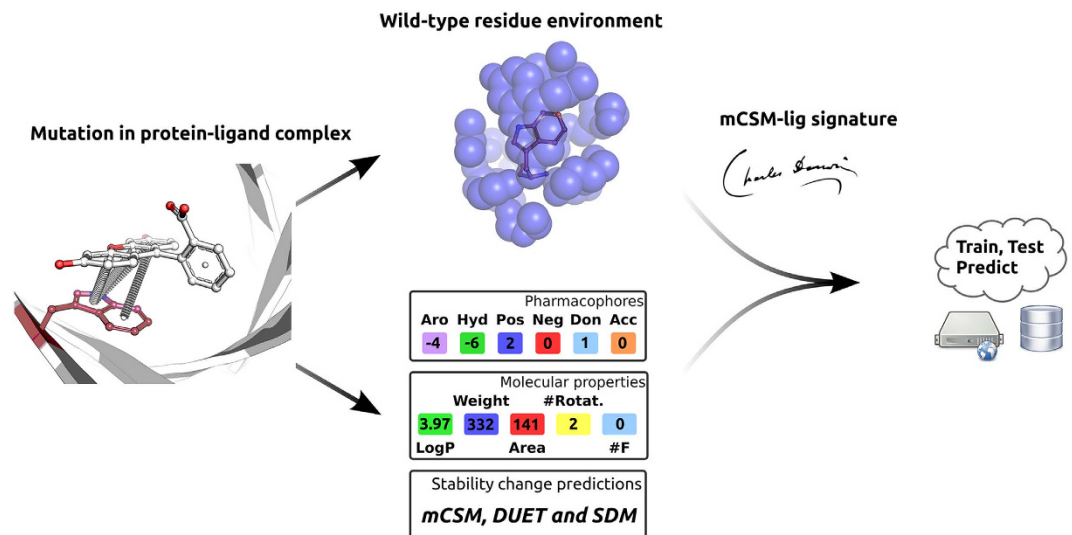 Wild-type residue environment
Mutation in protein-ligand complex
mCSM-lig signature
Charles Darwin
Train, Test
Predict
Pharmacophores
Aro Hyd Pos Neg Don Acc
-4 -6 2 0 1 0
Molecular properties
Weight #Rotat.
3.97 332 141 2 0
LogP Area #F
Stability change predictions
mCSM, DUET and SDM